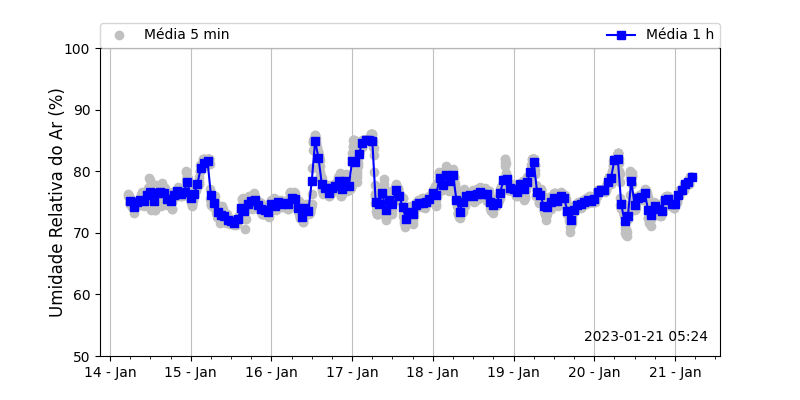 Média 5 min Média 1 h
Umidade Relativa do Ar (%)
100
90
80
70
60
50
2023-01-21 05:24
14 - Jan 15 - Jan 16 - Jan 17 - Jan 18 - Jan 19 - Jan 20 - Jan 21 - Jan